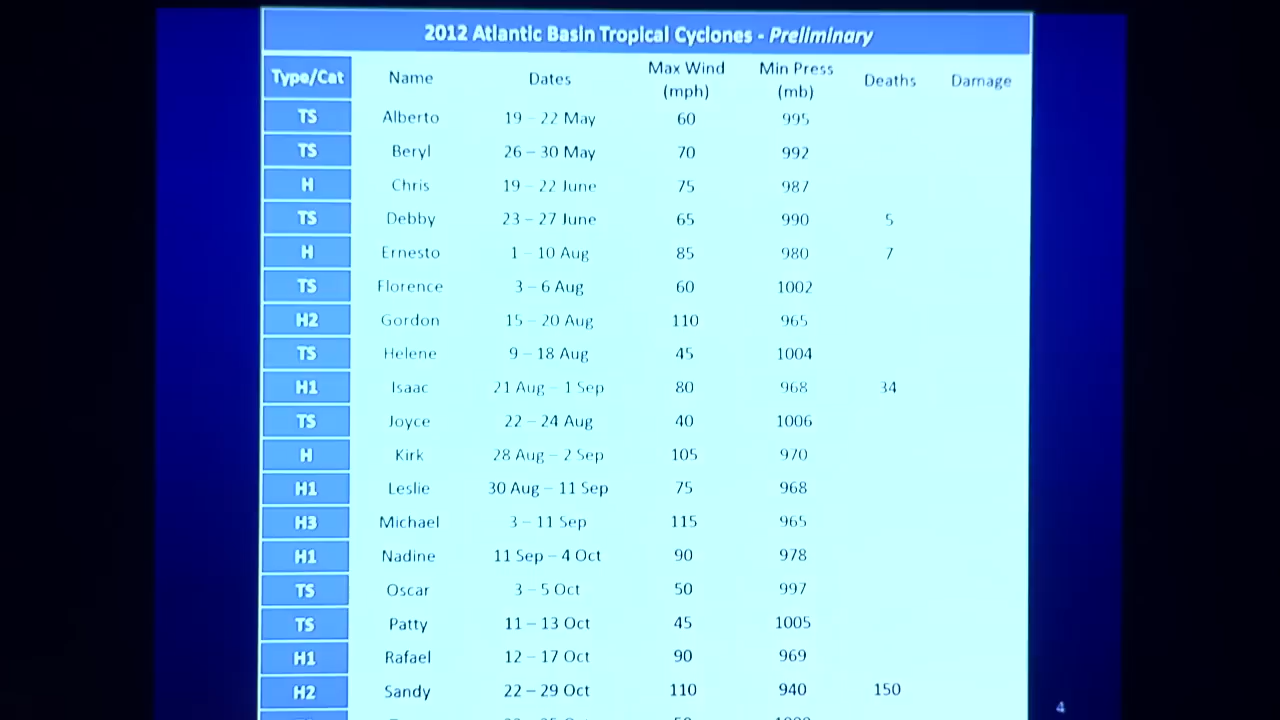 2012 Atlantic Basin Tropical Cyclones - Preliminary
Type/Cat Name Dates Max Wind (mph) Min Press (mb) Deaths Damage
TS Alberto 19 – 22 May 60 995
TS Beryl 26 – 30 May 70 992
H Chris 19 – 22 June 75 987
TS Debby 23 – 27 June 65 990 5
H Ernesto 1 – 10 Aug 85 980 7
TS Florence 3 – 6 Aug 60 1002
H2 Gordon 15 – 20 Aug 110 965
TS Helene 9 – 18 Aug 45 1004
H1 Isaac 21 Aug – 1 Sep 80 968 34
TS Joyce 22 – 24 Aug 40 1006
H Kirk 28 Aug – 2 Sep 105 970
H1 Leslie 30 Aug – 11 Sep 75 968
H3 Michael 3 – 11 Sep 115 965
H1 Nadine 11 Sep – 4 Oct 90 978
TS Oscar 3 – 5 Oct 50 997
TS Patty 11 – 13 Oct 45 1005
H1 Rafael 12 – 17 Oct 90 969
H2 Sandy 22 – 29 Oct 110 940 150
4